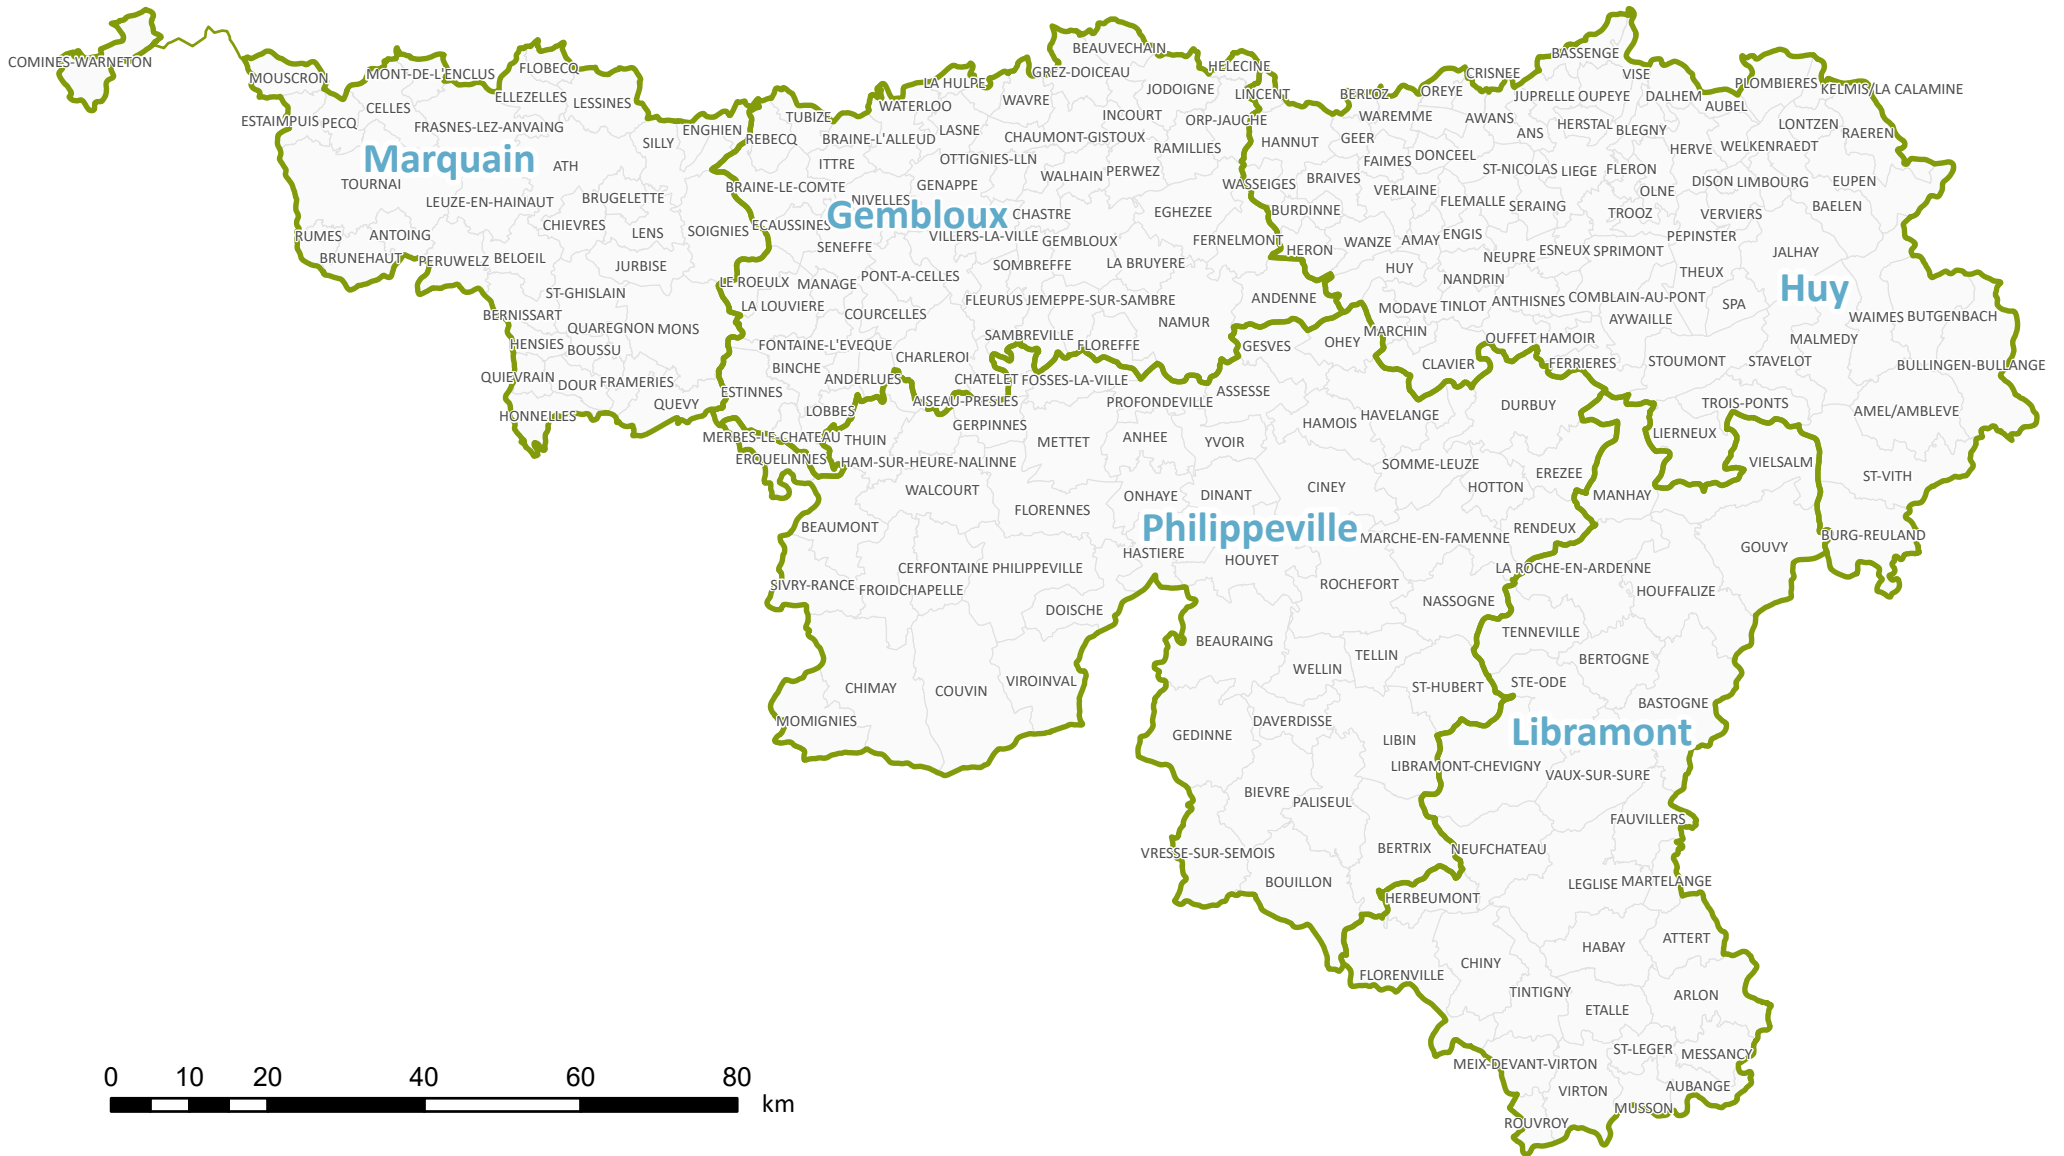 COMINES-WARNETON
MOUSCRON
MONT-DE-L'ENCLUS
FLOBECQ
CELLES
ELLEZELLES
LESSINES
ESTAIMPUIS
PECQ
FRASNES-LEZ-ANVAING
SILLY
ENGHIEN
Marquain
ATH
TOURNAI
LEUZE-EN-HAINAUT
BRUGELETTE
CHIEVRES
LENS
SOIGNIES
RUMES
ANTOING
BRUNEHAUT
PERUWELZ
BELOEIL
JURBISE
ST-GHISLAIN
BERNISSART
QUAREGNON
MONS
HENSIES
BOUSSU
QUIEVRAIN
DOUR
FRAMERIES
QUEVY
HONNELLES
BEAUVECHAIN
LA HULPE
GREZ-DOICEAU
HELECINE
WATERLOO
WAVRE
JODOIGNE
LINCENT
TUBIZE
INCOURT
ORP-JAUCHE
REBECQ
BRAINE-L'ALLEUD
LASNE
CHAUMONT-GISTOUX
RAMILLIES
ITTRE
OTTIGNIES-LLN
WALHAIN
PERWEZ
BRAINE-LE-COMTE
GENAPPE
WASSEIGES
NIVELLES
Gembloux
CHASTRE
EGHEZEE
ECAUSSINES
VILLERS-LA-VILLE
GEMBLOUX
FERNELMONT
SENEFFE
SOMBREFFE
LA BRUYERE
LE ROEULX
MANAGE
PONT-A-CELLES
LA LOUVIERE
COURCELLES
FLEURUS
JEMEPPE-SUR-SAMBRE
ANDENNE
NAMUR
SAMBREVILLE
FLOREFFE
FONTAINE-L'EVEQUE
CHARLEROI
BINCHE
ANDERLUES
CHATELET
ESTINNES
AISEAU-PRESLES
LOBBES
MERBES-LE-CHATEAU
ERQUELINNES
BASSENGE
CRISNEE
VISE
PLOMBIERES
KELMIS/LA CALAMINE
BERLOZ
OREYE
JUPRELLE
OUPEYE
DALHEM
AUBEL
WAREMME
AWANS
HERSTAL
BLEGNY
LONTZEN
RAEREN
HANNUT
GEER
ANS
HERVE
WELKENRAEDT
FAIMES
DONCEEL
ST-NICOLAS
LIEGE
FLERON
BRAIVES
VERLAINE
OLNE
DISON
LIMBOURG
EUPEN
BURDINNE
FLEMALLE
SERAING
TROOZ
VERVIERS
BAELEN
HERON
WANZE
AMAY
ENGIS
PEPINSTER
NEUPRE
ESNEUX
SPRIMONT
JALHAY
HUY
NANDRIN
THEUX
Huy
MODAVE
TINLOT
ANTHISNES
COMBLAIN-AU-PONT
SPA
AYWAILLE
WAIMES
BUTGENBACH
MARCHIN
OUFFET
HAMOIR
MALMEDY
CLAVIER
FERRIERES
STOUMONT
STAVELOT
BULLINGEN-BULLANGE
TROIS-PONTS
AMEL/AMBLEVE
LIERNEUX
ST-VITH
BURG-REULAND
GESVES
OHEY
FOSSES-LA-VILLE
PROFONDEVILLE
ASSESSE
HAVELANGE
DURBUY
THUIN
GERPINNES
METTET
ANHEE
YVOIR
HAMOIS
HAM-SUR-HEURE-NALINNE
SOMME-LEUZE
EREZEE
WALCOURT
ONHAYE
DINANT
CINEY
HOTTON
BEAUMONT
FLORENNES
Philippeville
RENDEUX
MARCHE-EN-FAMENNE
HASTIERE
HOUYET
CERFONTAINE
PHILIPPEVILLE
SIVRY-RANCE
FROIDCHAPELLE
ROCHEFORT
NASSOGNE
DOISCHE
BEAURAING
TELLIN
WELLIN
CHIMAY
COUVIN
VIROINVAL
ST-HUBERT
MOMIGNIES
DAVERDISSE
GEDINNE
LIBIN
BIEVRE
PALISEUL
VRESSE-SUR-SEMOIS
BERTRIX
BOUILLON
VIELSALM
MANHAY
GOUVY
LA ROCHE-EN-ARDENNE
HOUFFALIZE
TENNEVILLE
BERTOGNE
STE-ODE
BASTOGNE
Libramont
LIBRAMONT-CHEVIGNY
VAUX-SUR-SURE
FAUVILLERS
NEUFCHATEAU
LEGLISE
MARTELANGE
HERBEUMONT
HABAY
ATTERT
FLORENVILLE
CHINY
TINTIGNY
ARLON
ETALLE
ST-LEGER
MESSANCY
MEIX-DEVANT-VIRTON
VIRTON
AUBANGE
MUSSON
ROUVROY
0 10 20 40 60 80
km